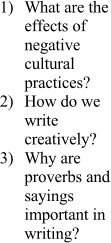 1) What are the
effects of
negative
cultural
practices?
2) How do we
write
creatively?
3) Why are
proverbs and
sayings
important in
writing?